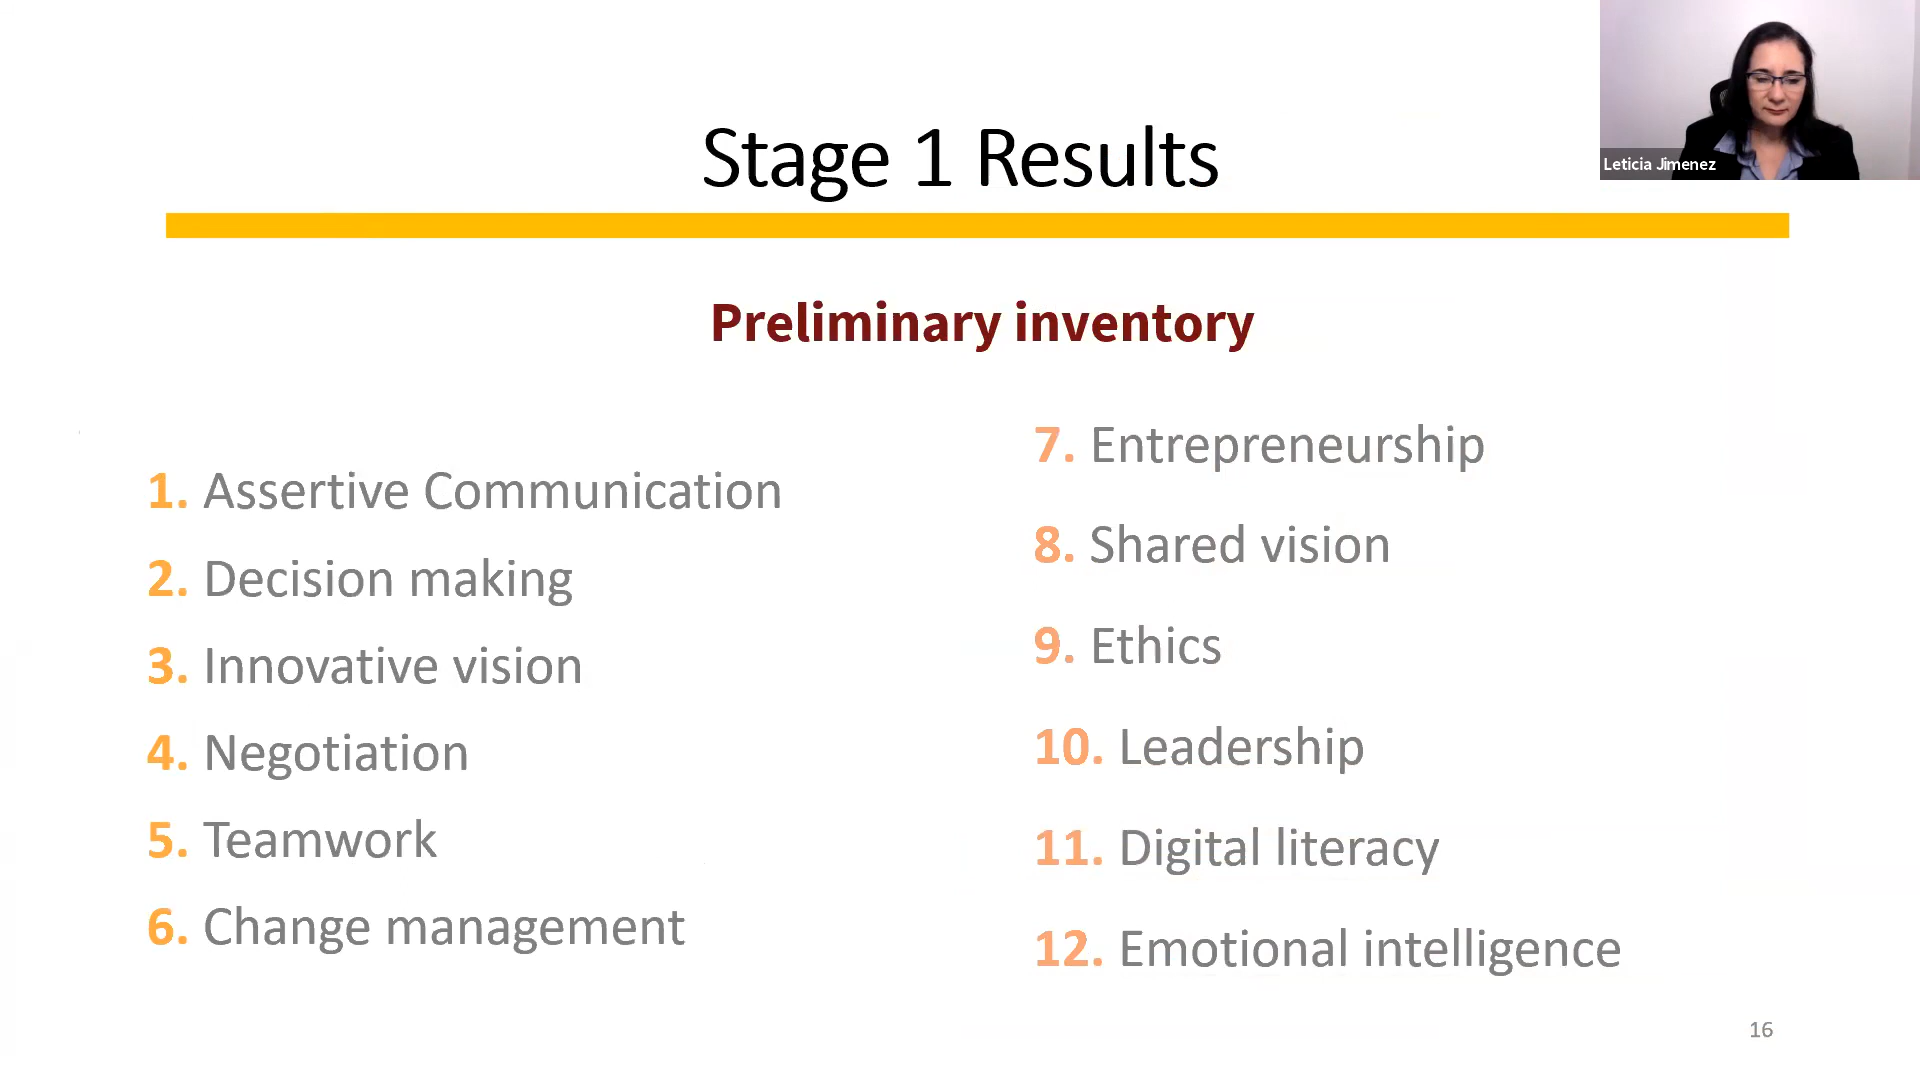 Leticia Jimenez
Stage 1 Results
Preliminary inventory
1. Assertive Communication
2. Decision making
3. Innovative vision
4. Negotiation
5. Teamwork
6. Change management
7. Entrepreneurship
8. Shared vision
9. Ethics
10. Leadership
11. Digital literacy
12. Emotional intelligence
16